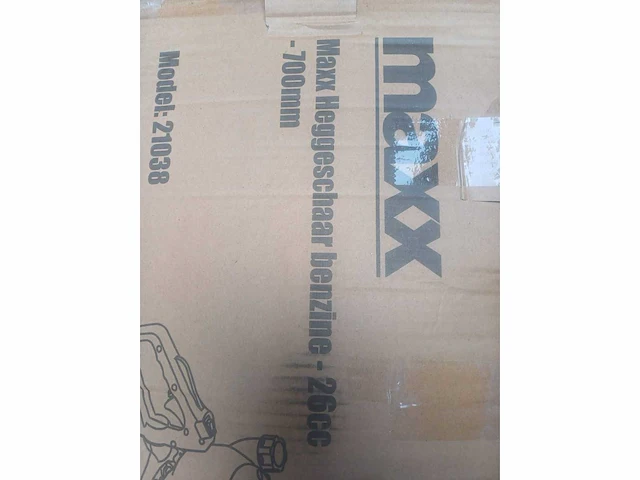 maxx
Maxx Heggeschaar benzine - 26cc
- 700mm
Model: 21038